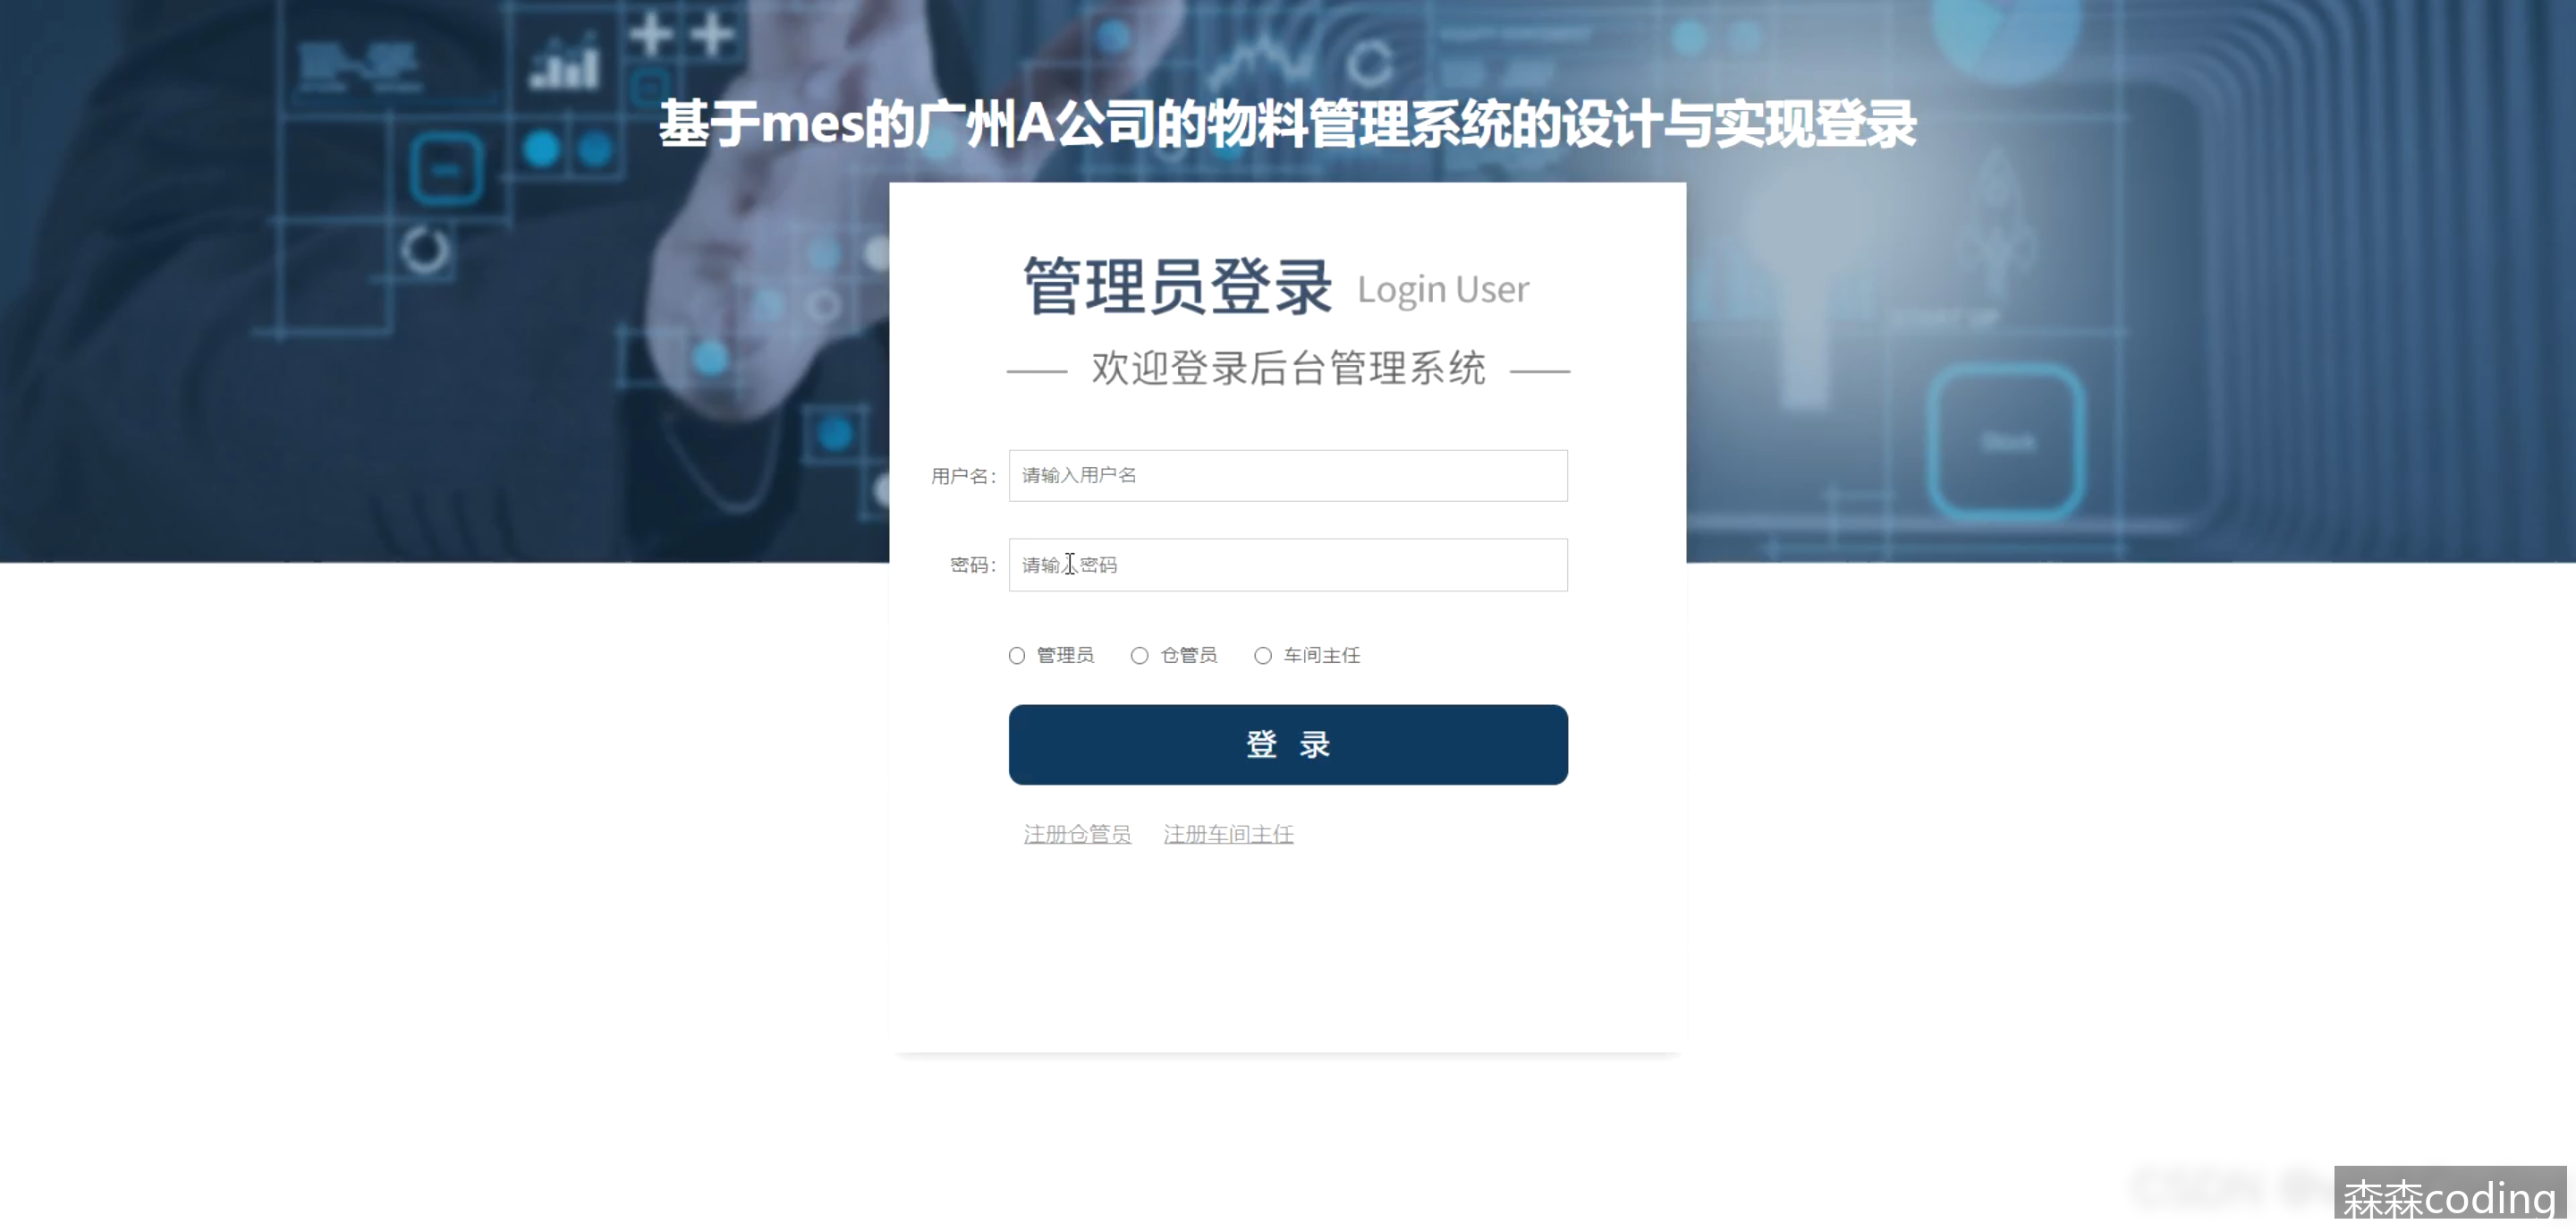 基于mes的广州A公司的物料管理系统的设计与实现登录
管理员登录 Login User
欢迎登录后台管理系统
用户名： 请输入用户名
密码： 请输入密码
管理员 仓管员 车间主任
登 录
注册仓管员 注册车间主任
Stock
CSDN
森森coding